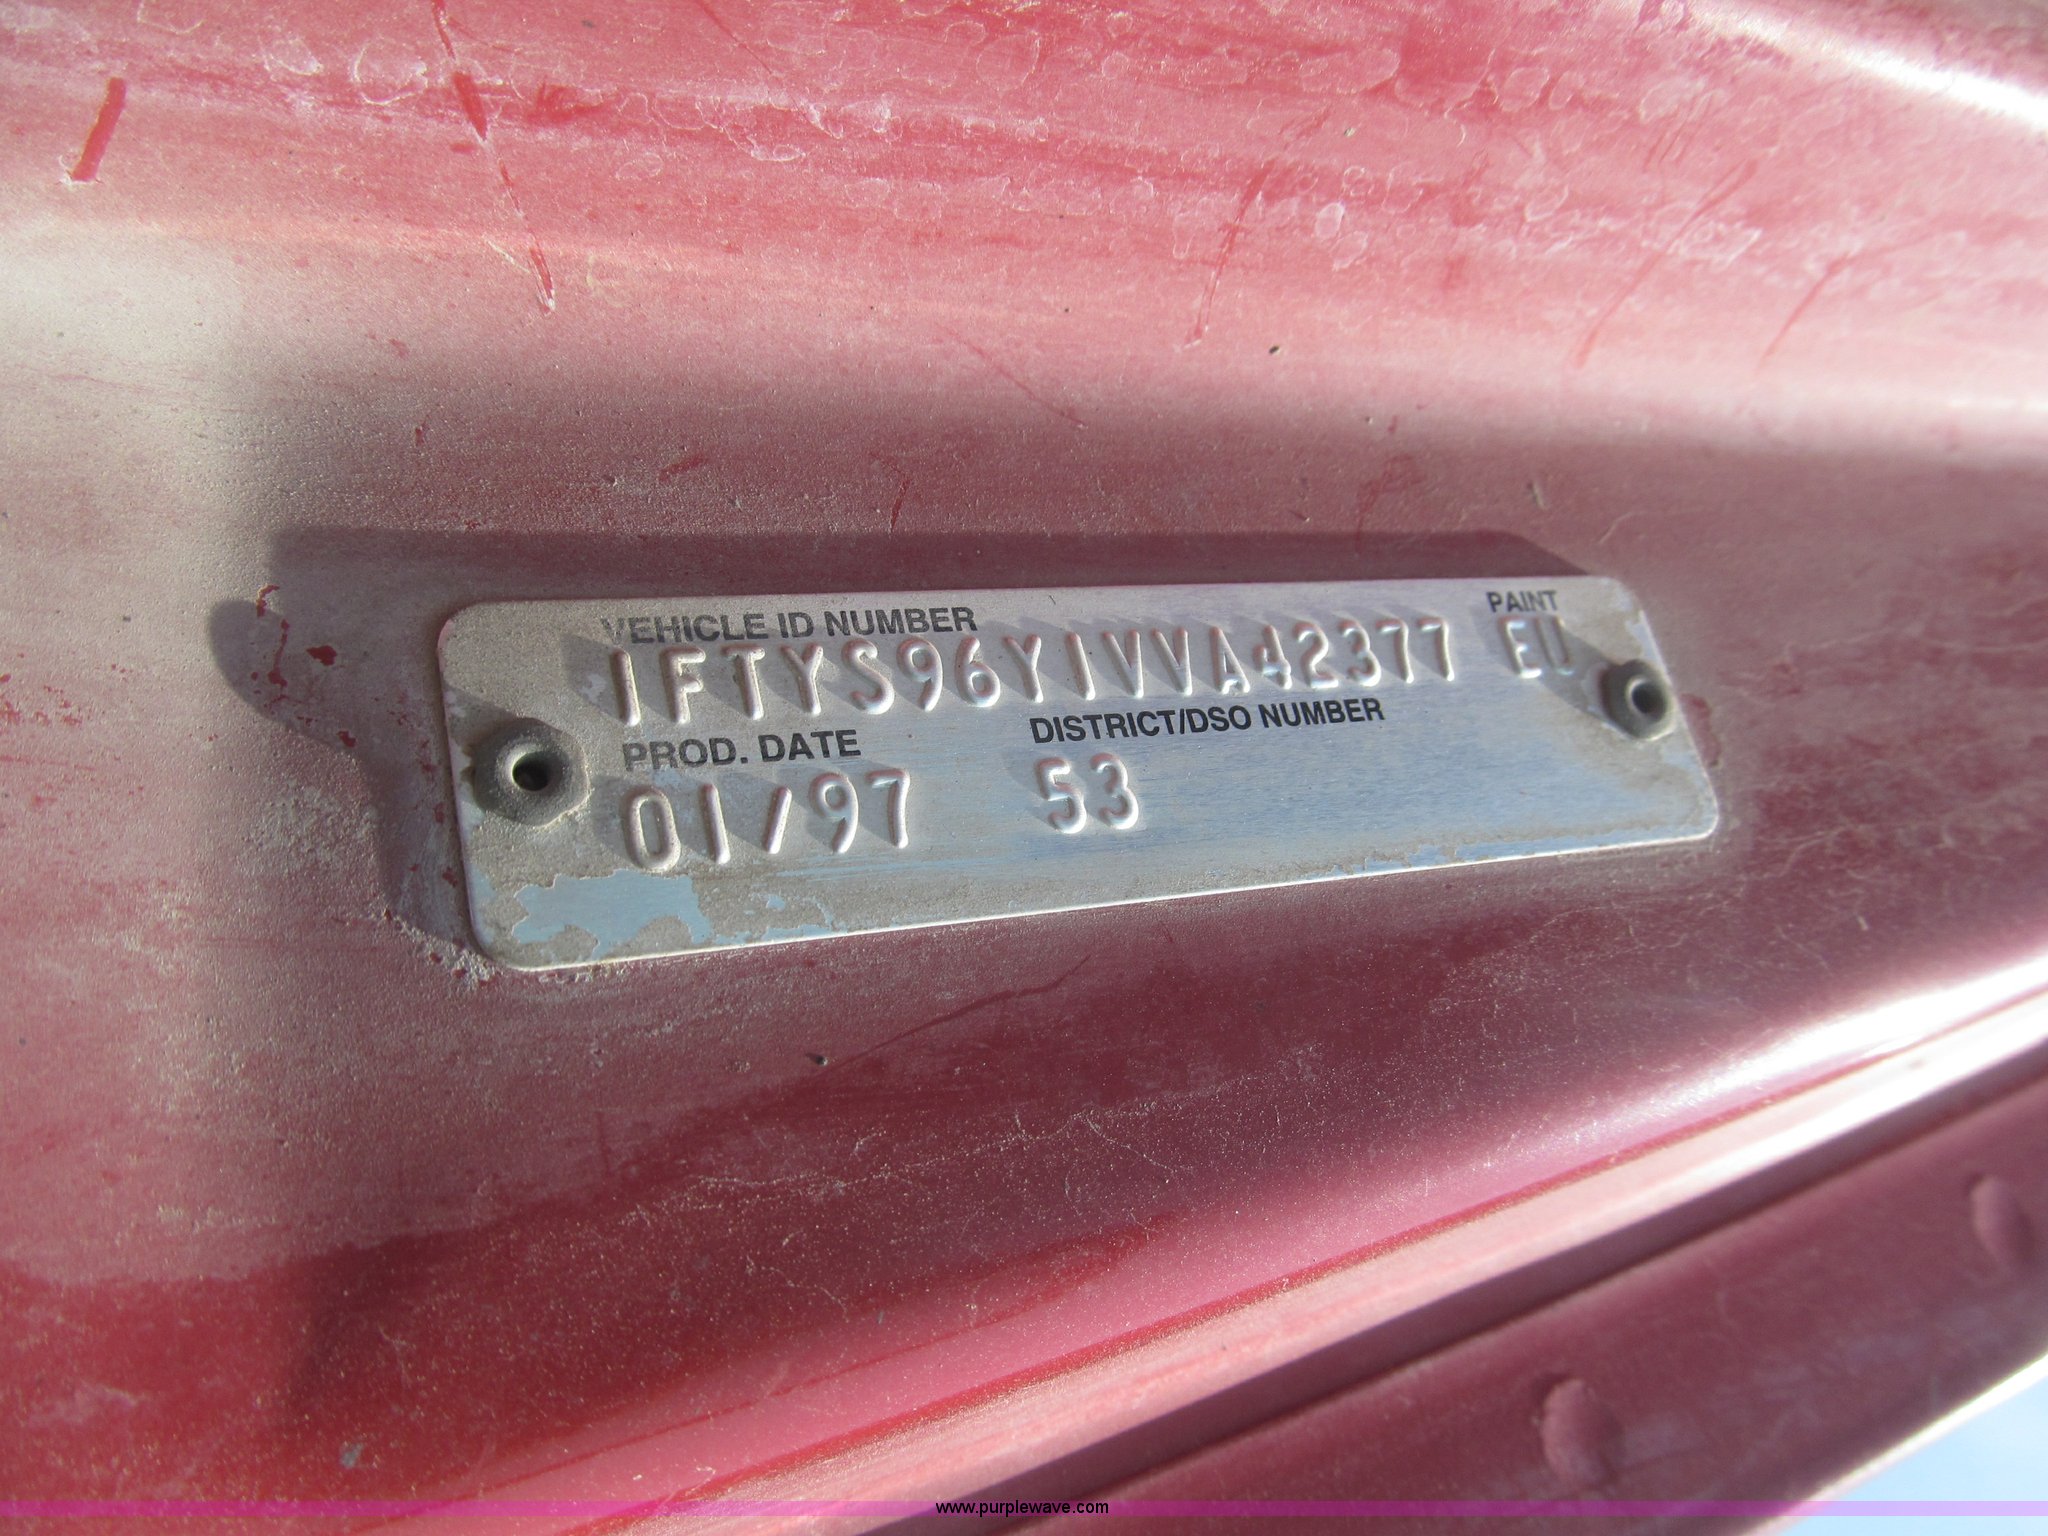 VEHICLE ID NUMBER PAINT
1FTYS96Y1VVA42377 EU
PROD. DATE DISTRICT/DSO NUMBER
01/97 53
www.purplewave.com